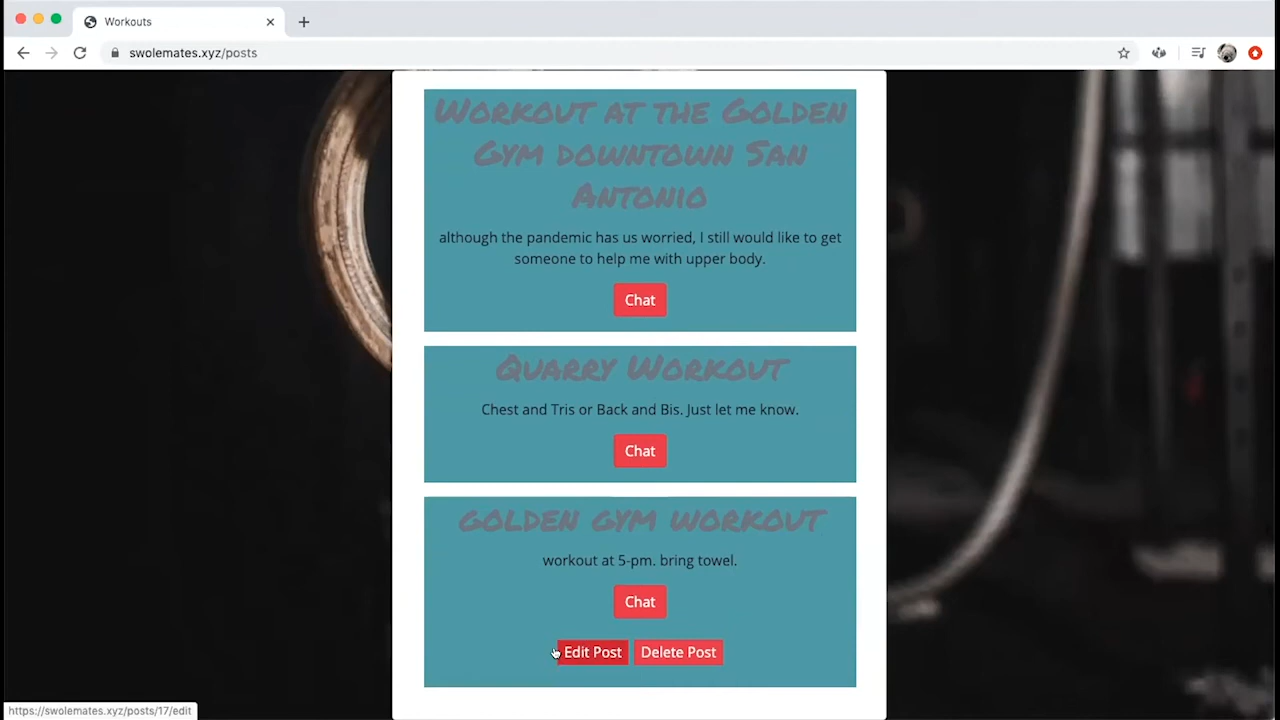 Workouts
swolemates.xyz/posts
Workout at the Golden
Gym downtown San
Antonio
although the pandemic has us worried, I still would like to get
someone to help me with upper body.
Chat
Quarry Workout
Chest and Tris or Back and Bis. Just let me know.
Chat
golden gym workout
workout at 5-pm. bring towel.
Chat
Edit Post Delete Post
https://swolemates.xyz/posts/17/edit